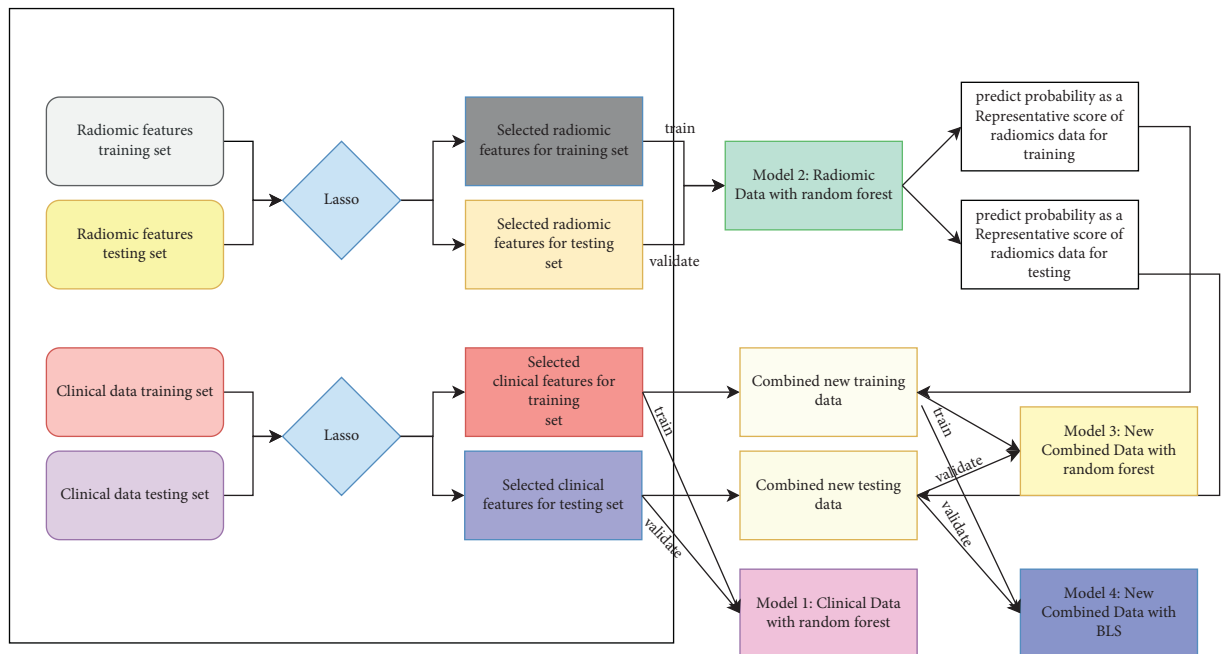 Radiomic features
training set
Radiomic features
testing set
Lasso
Selected radiomic
features for training set
Selected radiomic
features for testing
set
train
validate
Model 2: Radiomic
Data with random forest
predict probability as a
Representative score of
radiomics data for
training
predict probability as a
Representative score of
radiomics data for
testing
Clinical data training set
Clinical data testing set
Lasso
Selected
clinical features for
training
set
Selected clinical
features for testing set
train
validate
Combined new training
data
Combined new testing
data
Model 1: Clinical Data
with random forest
train
validate
validate
Model 3: New
Combined Data with
random forest
Model 4: New
Combined Data with
BLS